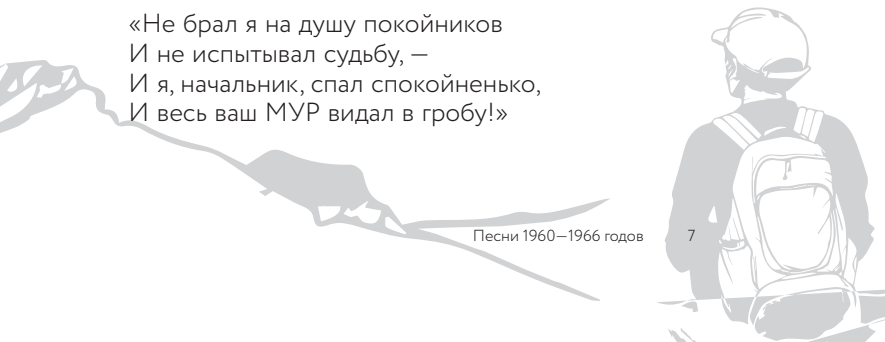 «Не брал я на душу покойников
И не испытывал судьбу, —
И я, начальник, спал спокойненько,
И весь ваш МУР видал в гробу!»
Песни 1960—1966 годов 7